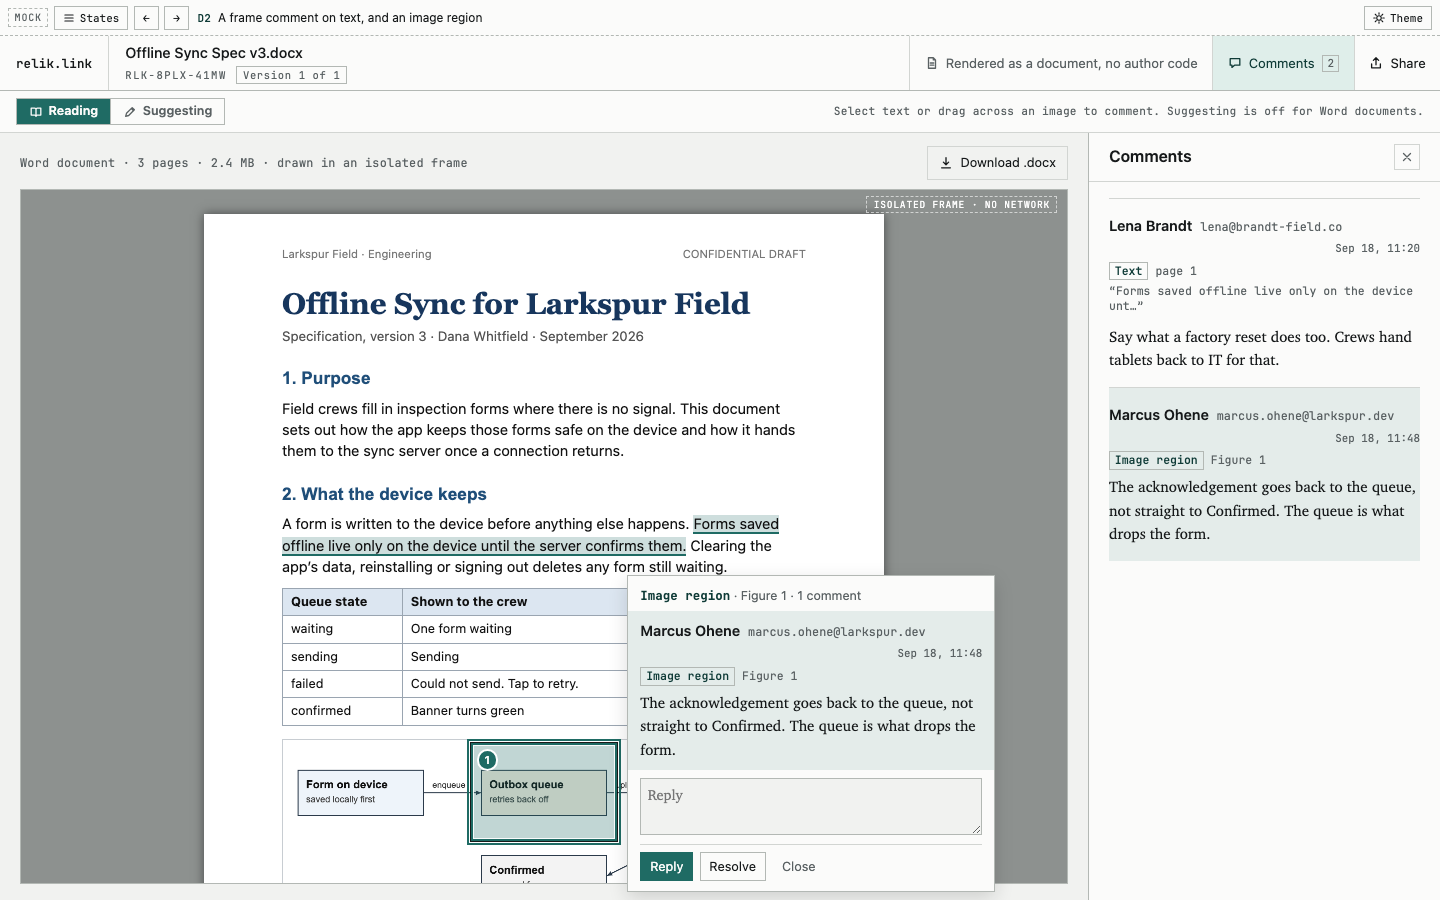 MOCK
States
←
→
D2 A frame comment on text, and an image region
Theme
relik.link
Offline Sync Spec v3.docx
RLK-8PLX-41MW Version 1 of 1
Rendered as a document, no author code
Comments 2
Share
Reading
Suggesting
Select text or drag across an image to comment. Suggesting is off for Word documents.
Word document · 3 pages · 2.4 MB · drawn in an isolated frame
Download .docx
ISOLATED FRAME · NO NETWORK
Larkspur Field · Engineering
CONFIDENTIAL DRAFT
Offline Sync for Larkspur Field
Specification, version 3 · Dana Whitfield · September 2026
1. Purpose
Field crews fill in inspection forms where there is no signal. This document
sets out how the app keeps those forms safe on the device and how it hands
them to the sync server once a connection returns.
2. What the device keeps
A form is written to the device before anything else happens. Forms saved
offline live only on the device until the server confirms them. Clearing the
app's data, reinstalling or signing out deletes any form still waiting.
Queue state Shown to the crew
waiting One form waiting
sending Sending
failed Could not send. Tap to retry.
confirmed Banner turns green
1
Form on device
saved locally first
enqueue
Outbox queue
retries back off
Confirmed
Image region · Figure 1 · 1 comment
Marcus Ohene marcus.ohene@larkspur.dev
Sep 18, 11:48
Image region Figure 1
The acknowledgement goes back to the queue, not
straight to Confirmed. The queue is what drops the
form.
Reply
Reply Resolve Close
Comments
Lena Brandt lena@brandt-field.co
Sep 18, 11:20
Text page 1
“Forms saved offline live only on the device
unt…”
Say what a factory reset does too. Crews hand
tablets back to IT for that.
Marcus Ohene marcus.ohene@larkspur.dev
Sep 18, 11:48
Image region Figure 1
The acknowledgement goes back to the queue,
not straight to Confirmed. The queue is what
drops the form.